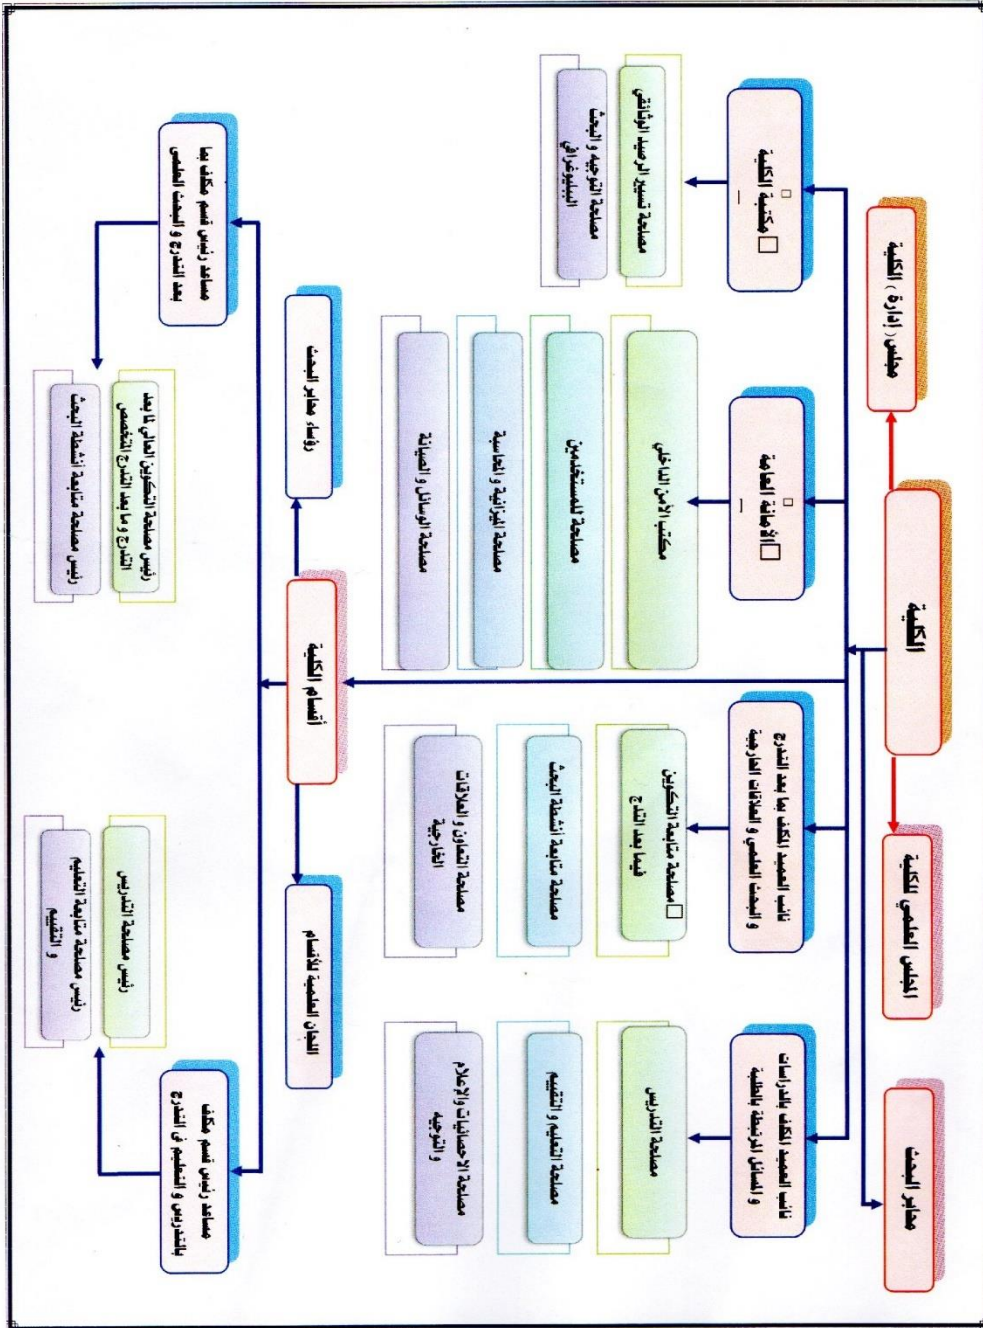 مخابر البحث
المجلس العلمي للكلية
الكلية
مجلس ( إدارة ) الكلية
نائب العميد المكلف بالدراسات
و المسائل المرتبطة بالطلبة
نائب العميد المكلف بما بعد التدرج
و البحث العلمي و العلاقات الخارجية
الأمانة العامة
مكتبة الكلية
مصلحة التدريس
مصلحة التعليم و التقييم
مصلحة الاحصائيات والإعلام
و التوجيه
مصلحة متابعة التكوين
فيما بعد التدج
مصلحة متابعة أنشطة البحث
مصلحة التعاون و العلاقات
الخارجية
مكتب الأمن الداخلي
مصلحة للمستخدمين
مصلحة الميزانية و المحاسبة
مصلحة الوسائل و الصيانة
مصلحة تسيير الرصيد الوثائقي
مصلحة التوجيه و البحث
الببليوغرافي
اللجان العلمية للأقسام
أقسام الكلية
رؤساء مخابر البحث
مساعد رئيس قسم مكلف
بالتدريس و التعليم في التدرج
رئيس مصلحة التدريس
رئيس مصلحة متابعة التعليم
و التقييم
مساعد رئيس قسم مكلف بما
بعد التدرج و البحث العلمي
رئيس مصلحة التكوين العالي لما بعد
التدرج و ما بعد التدرج المتخصص
رئيس مصلحة متابعة أنشطة البحث